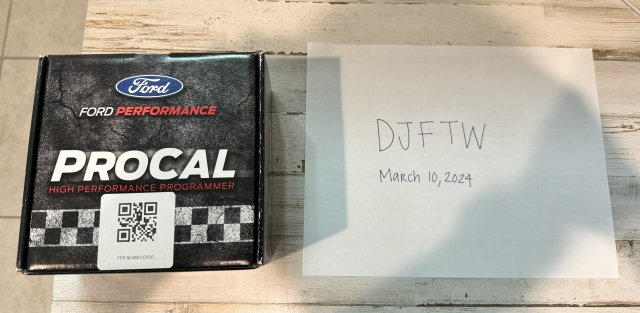 Ford
FORD PERFORMANCE
PROCAL
HIGH PERFORMANCE PROGRAMMER
DJFTW
March 10, 2024